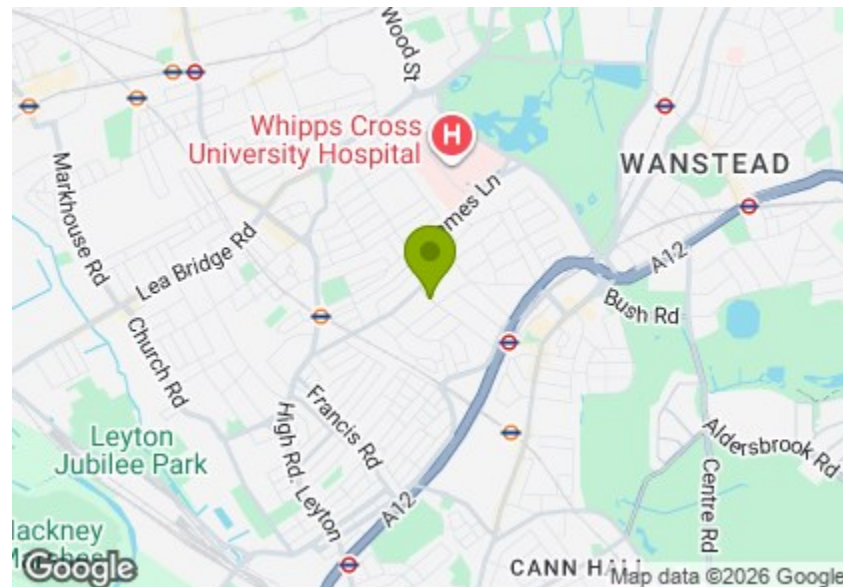 Wood St
Whipps Cross
University Hospital
H
WANSTEAD
Markhouse Rd
Lea Bridge Rd
A12
Bush Rd
Church Rd
Francis Rd
High Rd. Leyton
Leyton
Jubilee Park
Aldersbrook Rd
Centre Rd
A12
Google
CANN
Map data ©2026 Google